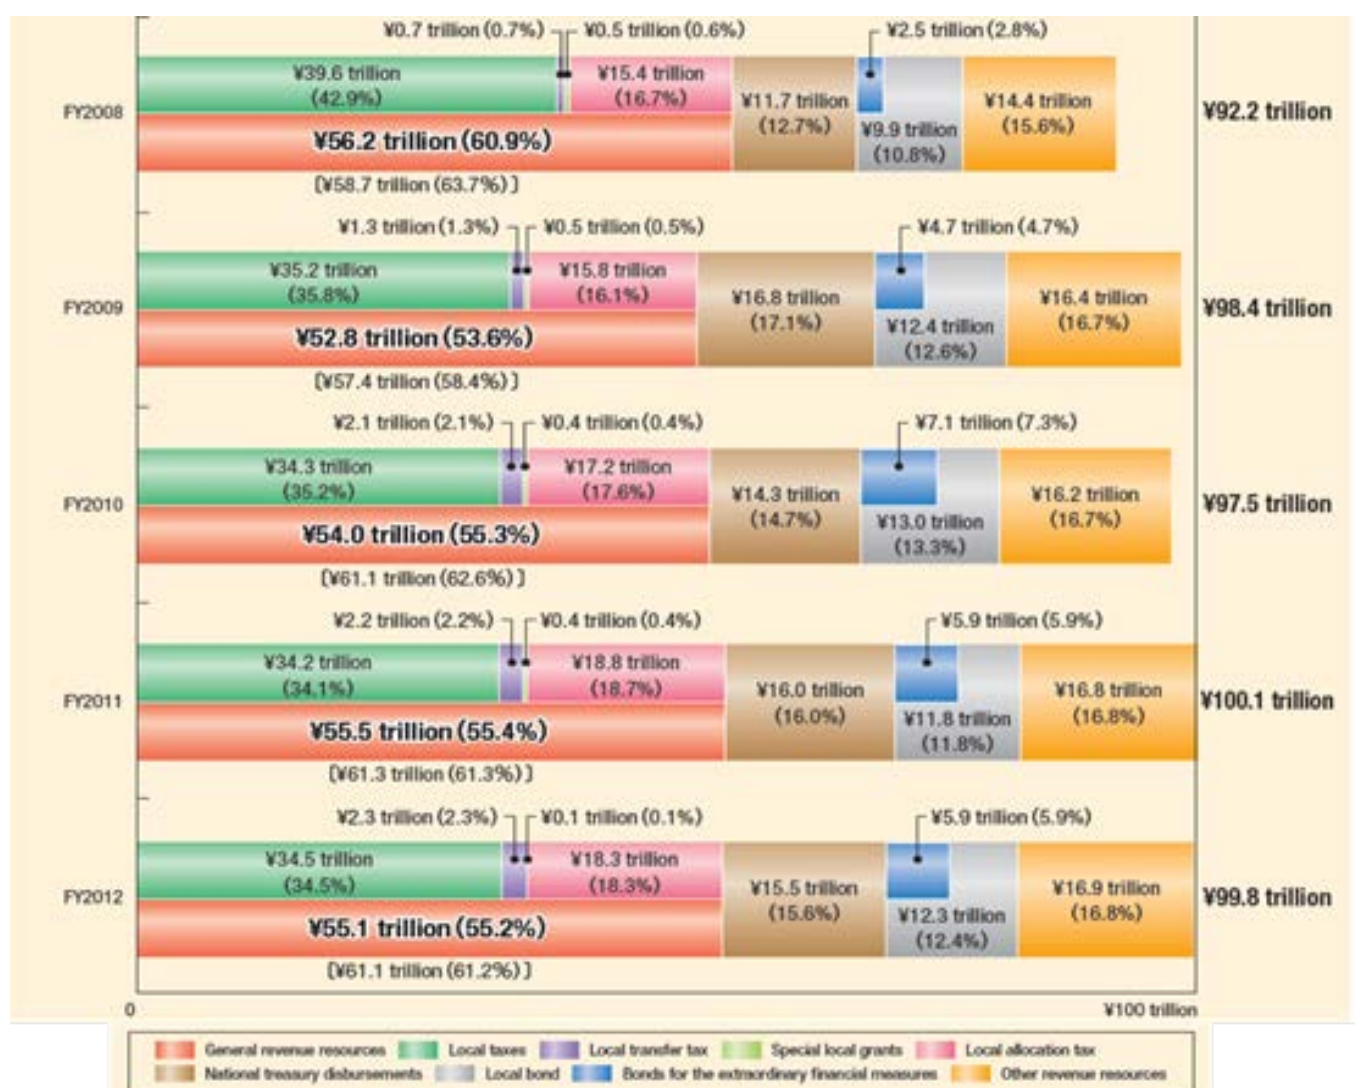 ¥0.7 trillion (0.7%) ¥0.5 trillion (0.6%) ¥2.5 trillion (2.8%)
¥39.6 trillion
(42.9%)
¥15.4 trillion
(16.7%)
FY2008
¥56.2 trillion (60.9%)
¥11.7 trillion
(12.7%)
¥9.9 trillion
(10.8%)
¥14.4 trillion
(15.6%)
¥92.2 trillion
[¥58.7 trillion (63.7%)]
¥1.3 trillion (1.3%) ¥0.5 trillion (0.5%) ¥4.7 trillion (4.7%)
¥35.2 trillion
(35.8%)
¥15.8 trillion
(16.1%)
FY2009
¥52.8 trillion (53.6%)
¥16.8 trillion
(17.1%)
¥12.4 trillion
(12.6%)
¥16.4 trillion
(16.7%)
¥98.4 trillion
[¥57.4 trillion (58.4%)]
¥2.1 trillion (2.1%) ¥0.4 trillion (0.4%) ¥7.1 trillion (7.3%)
¥34.3 trillion
(35.2%)
¥17.2 trillion
(17.6%)
FY2010
¥54.0 trillion (55.3%)
¥14.3 trillion
(14.7%)
¥13.0 trillion
(13.3%)
¥16.2 trillion
(16.7%)
¥97.5 trillion
[¥61.1 trillion (62.6%)]
¥2.2 trillion (2.2%) ¥0.4 trillion (0.4%) ¥5.9 trillion (5.9%)
¥34.2 trillion
(34.1%)
¥18.8 trillion
(18.7%)
FY2011
¥55.5 trillion (55.4%)
¥16.0 trillion
(16.0%)
¥11.8 trillion
(11.8%)
¥16.8 trillion
(16.8%)
¥100.1 trillion
[¥61.3 trillion (61.3%)]
¥2.3 trillion (2.3%) ¥0.1 trillion (0.1%) ¥5.9 trillion (5.9%)
¥34.5 trillion
(34.5%)
¥18.3 trillion
(18.3%)
FY2012
¥55.1 trillion (55.2%)
¥15.5 trillion
(15.6%)
¥12.3 trillion
(12.4%)
¥16.9 trillion
(16.8%)
¥99.8 trillion
[¥61.1 trillion (61.2%)]
0 ¥100 trillion
General revenue resources Local taxes Local transfer tax Special local grants Local allocation tax
National treasury disbursements Local bond Bonds for the extraordinary financial measures Other revenue resources